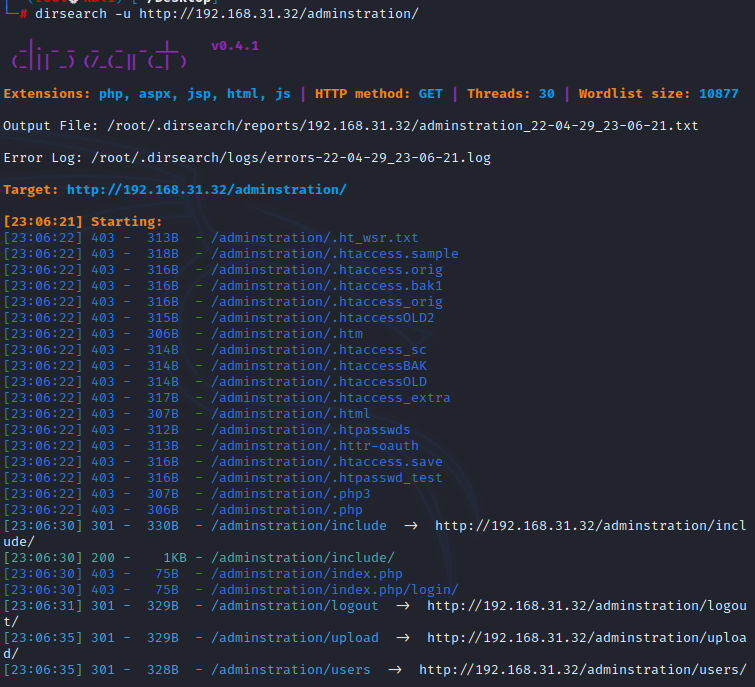 # dirsearch -u http://192.168.31.32/adminstration/
_|. _ _  _  _  _ _|_    v0.4.1
(_||| _) (/_(_|| (_| )
Extensions: php, aspx, jsp, html, js | HTTP method: GET | Threads: 30 | Wordlist size: 10877
Output File: /root/.dirsearch/reports/192.168.31.32/adminstration_22-04-29_23-06-21.txt
Error Log: /root/.dirsearch/logs/errors-22-04-29_23-06-21.log
Target: http://192.168.31.32/adminstration/
[23:06:21] Starting:
[23:06:22] 403 -  313B  - /adminstration/.ht_wsr.txt
[23:06:22] 403 -  318B  - /adminstration/.htaccess.sample
[23:06:22] 403 -  316B  - /adminstration/.htaccess.orig
[23:06:22] 403 -  316B  - /adminstration/.htaccess.bak1
[23:06:22] 403 -  316B  - /adminstration/.htaccess_orig
[23:06:22] 403 -  315B  - /adminstration/.htaccessOLD2
[23:06:22] 403 -  306B  - /adminstration/.htm
[23:06:22] 403 -  314B  - /adminstration/.htaccess_sc
[23:06:22] 403 -  314B  - /adminstration/.htaccessBAK
[23:06:22] 403 -  314B  - /adminstration/.htaccessOLD
[23:06:22] 403 -  317B  - /adminstration/.htaccess_extra
[23:06:22] 403 -  307B  - /adminstration/.html
[23:06:22] 403 -  312B  - /adminstration/.htpasswds
[23:06:22] 403 -  313B  - /adminstration/.httr-oauth
[23:06:22] 403 -  316B  - /adminstration/.htaccess.save
[23:06:22] 403 -  316B  - /adminstration/.htpasswd_test
[23:06:22] 403 -  307B  - /adminstration/.php3
[23:06:22] 403 -  306B  - /adminstration/.php
[23:06:30] 301 -  330B  - /adminstration/include  →  http://192.168.31.32/adminstration/incl
ude/
[23:06:30] 200 -    1KB - /adminstration/include/
[23:06:30] 403 -   75B  - /adminstration/index.php
[23:06:30] 403 -   75B  - /adminstration/index.php/login/
[23:06:31] 301 -  329B  - /adminstration/logout  →  http://192.168.31.32/adminstration/logou
t/
[23:06:35] 301 -  329B  - /adminstration/upload  →  http://192.168.31.32/adminstration/uploa
d/
[23:06:35] 301 -  328B  - /adminstration/users  →  http://192.168.31.32/adminstration/users/